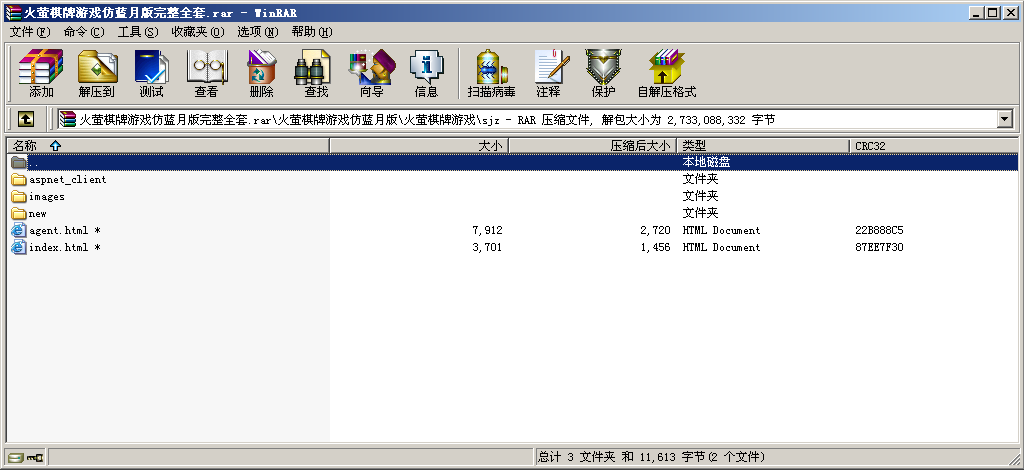 火萤棋牌游戏仿蓝月版完整全套.rar - WinRAR
文件(F) 命令(C) 工具(S) 收藏夹(O) 选项(N) 帮助(H)
添加 解压到 测试 查看 删除 查找 向导 信息 扫描病毒 注释 保护 自解压格式
火萤棋牌游戏仿蓝月版完整全套.rar\火萤棋牌游戏仿蓝月版\火萤棋牌游戏\sjz - RAR 压缩文件, 解包大小为 2,733,088,332 字节
名称 大小 压缩后大小 类型 CRC32
.. 本地磁盘
aspnet_client 文件夹
images 文件夹
new 文件夹
agent.html * 7,912 2,720 HTML Document 22B888C5
index.html * 3,701 1,456 HTML Document 87EE7F30
总计 3 文件夹 和 11,613 字节(2 个文件)